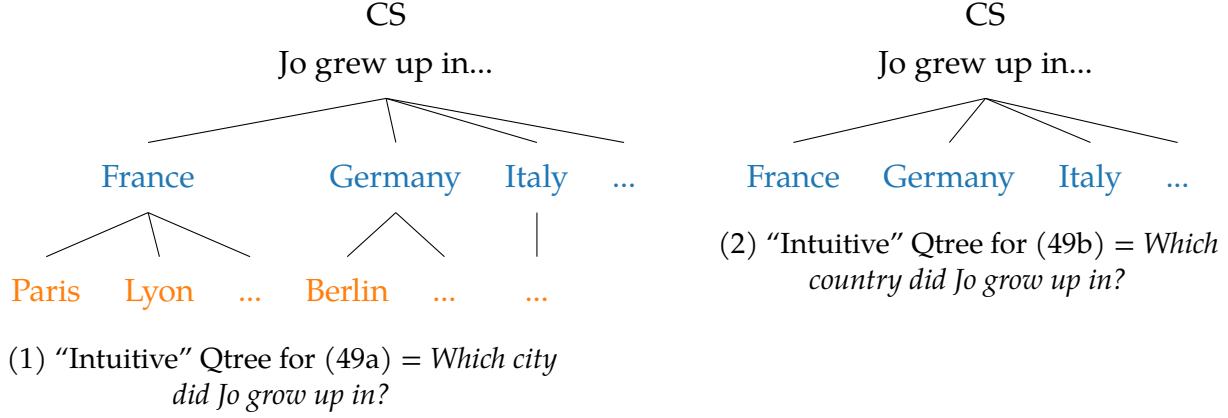 CS
Jo grew up in...
France Germany Italy ...
Paris Lyon ... Berlin ... ...
(1) “Intuitive” Qtree for (49a) = Which city
did Jo grow up in?
CS
Jo grew up in...
France Germany Italy ...
(2) “Intuitive” Qtree for (49b) = Which
country did Jo grow up in?